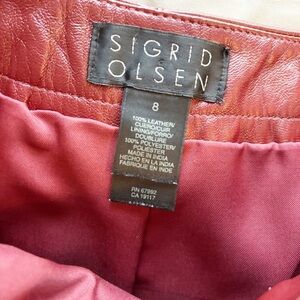 SIGRID
OLSEN
8
100% LEATHER/
CUERO/CUIR
LINING/FORRO/
DOUBLURE
100% POLYESTER/
POLIESTER
MADE IN INDIA
HECHO EN LA INDIA
FABRIQUE EN INDE
RN 67992
CA 19117